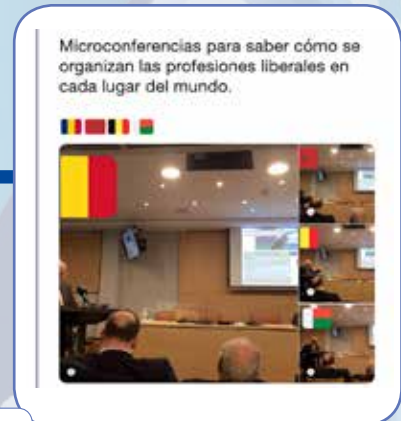 Microconferencias para saber cómo se
organizan las profesiones liberales en
cada lugar del mundo.